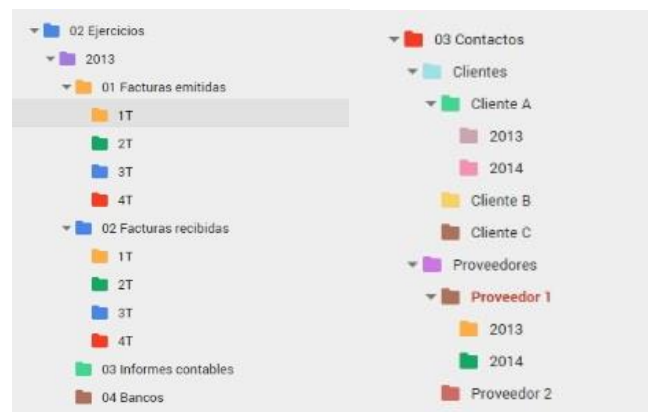 02 Ejercicios
2013
01 Facturas emitidas
1T
2T
3T
4T
02 Facturas recibidas
1T
2T
3T
4T
03 Informes contables
04 Bancos
03 Contactos
Clientes
Cliente A
2013
2014
Cliente B
Cliente C
Proveedores
Proveedor 1
2013
2014
Proveedor 2